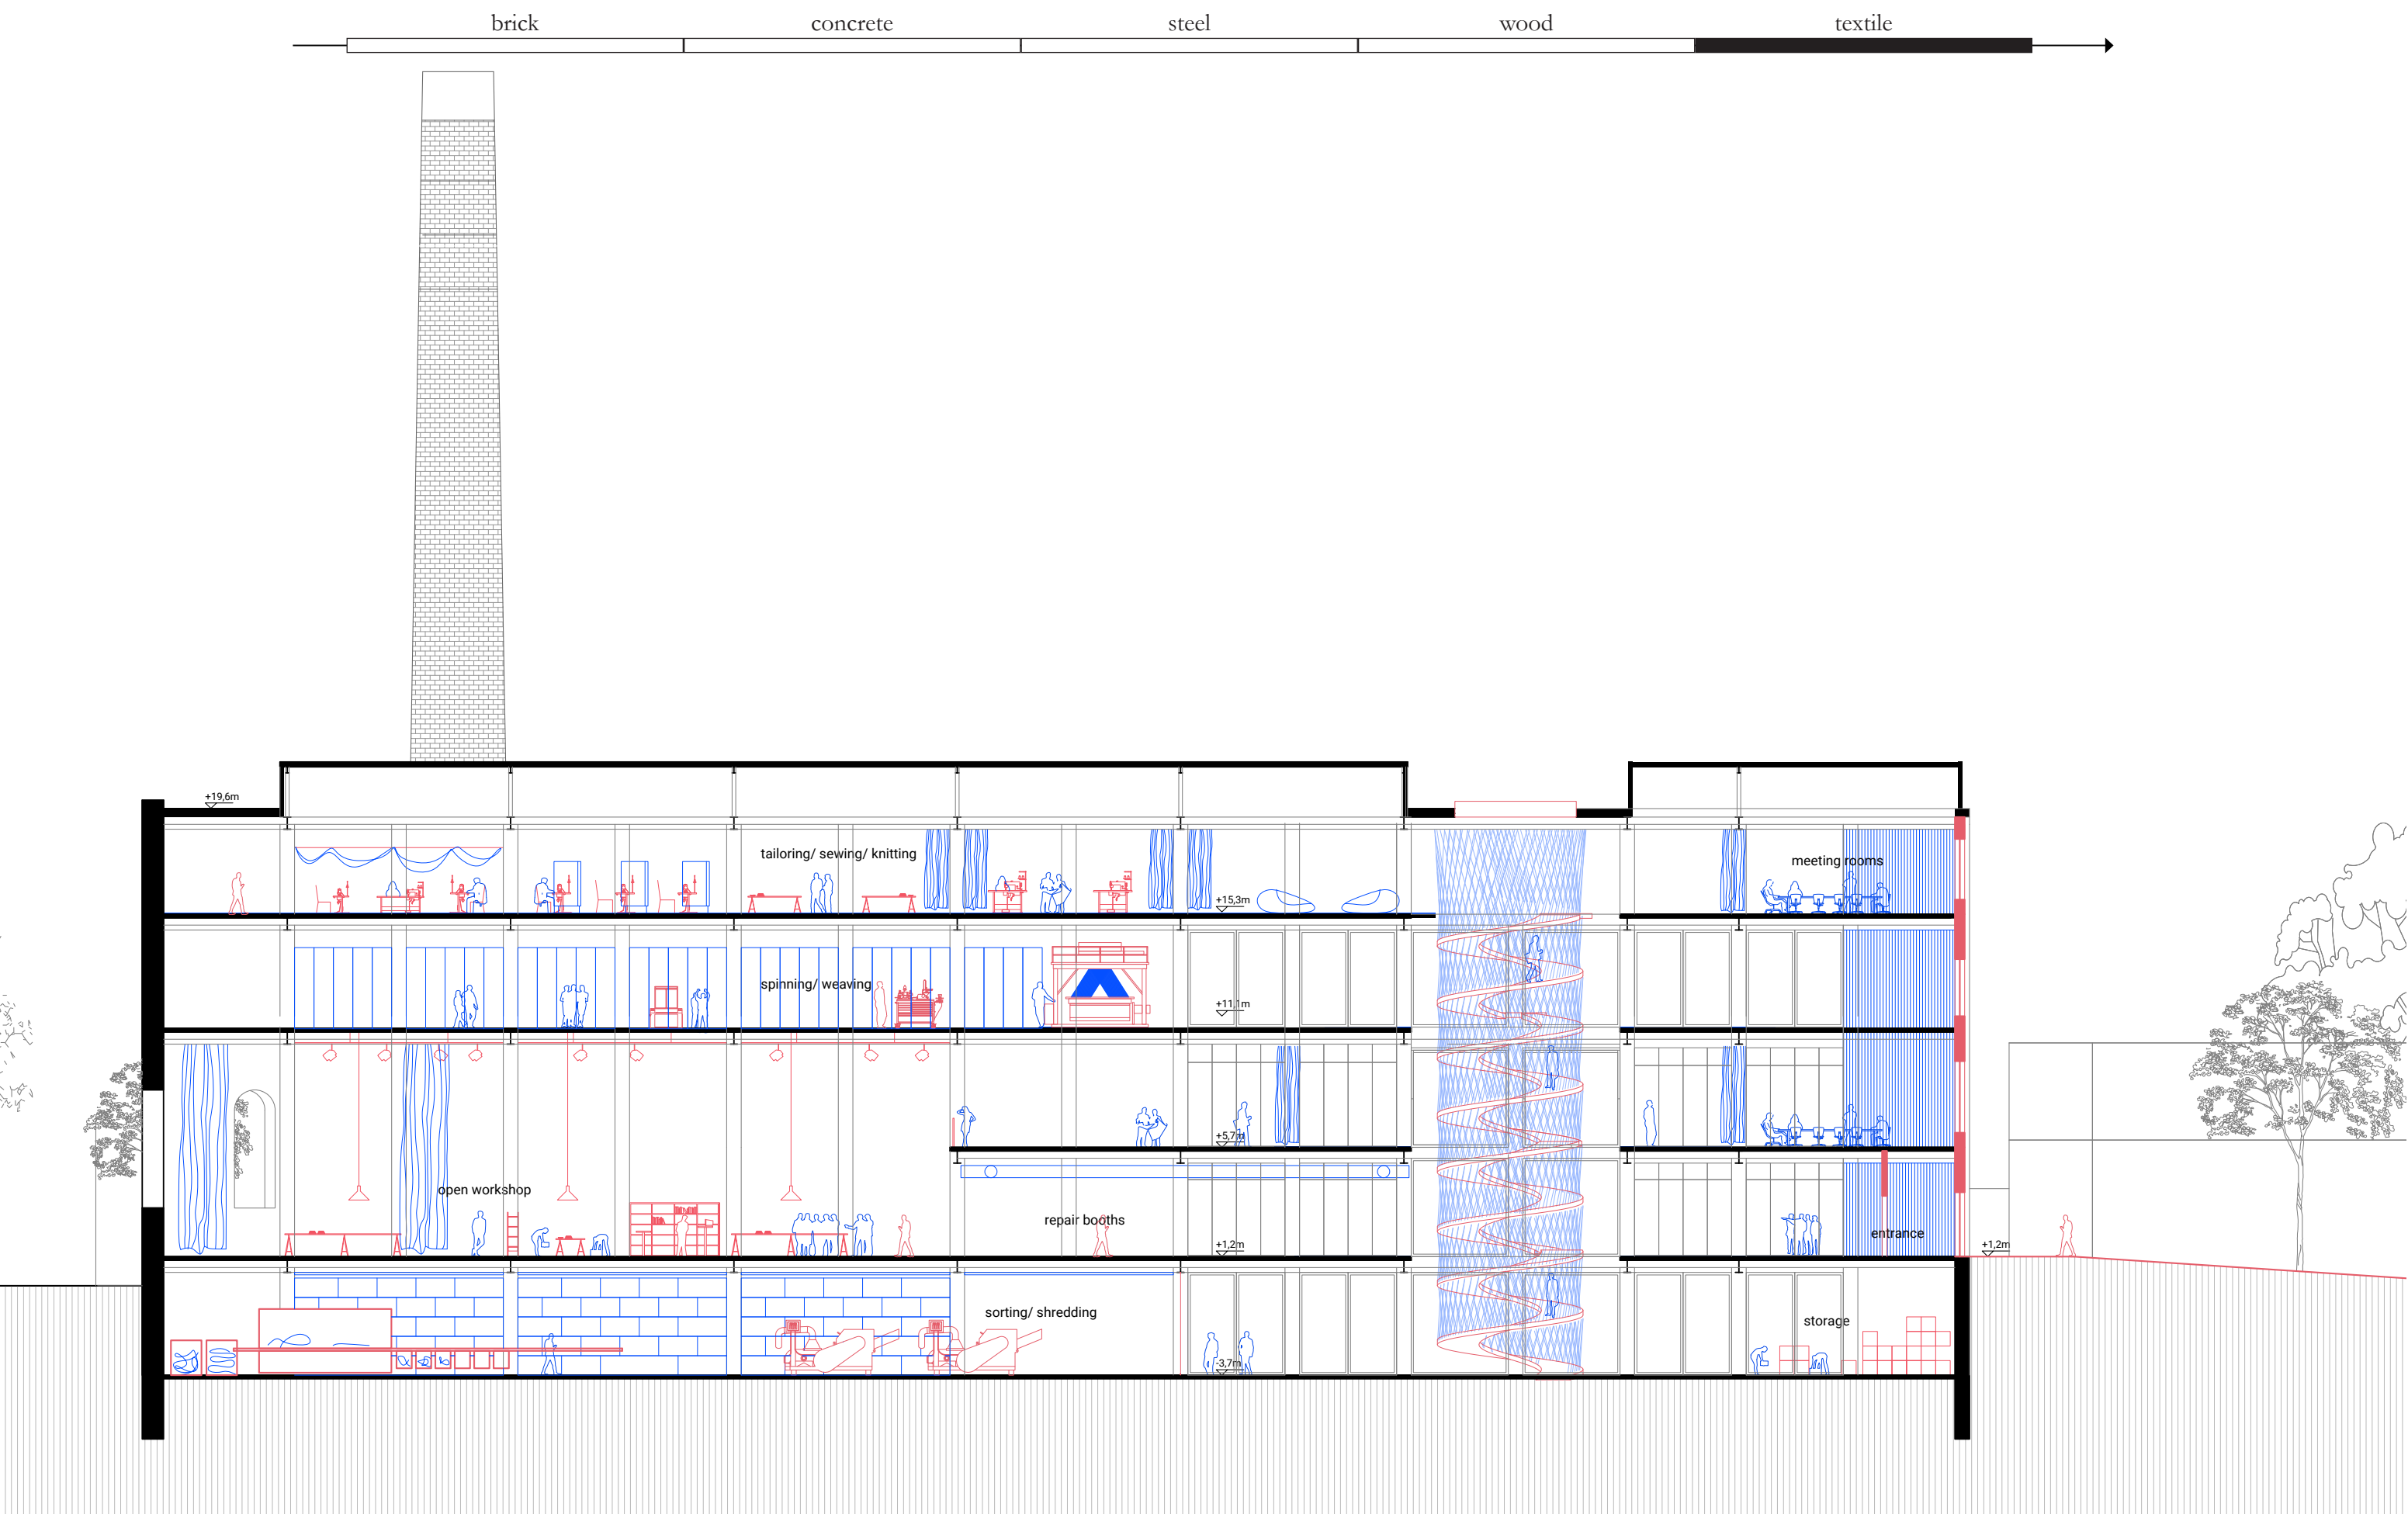 brick
concrete
steel
wood
textile
+19,6m
tailoring/ sewing/ knitting
meeting rooms
+15,3m
spinning/ weaving
+11,1m
+5,7m
open workshop
repair booths
entrance
+1,2m
+1,2m
sorting/ shredding
storage
-3,7m